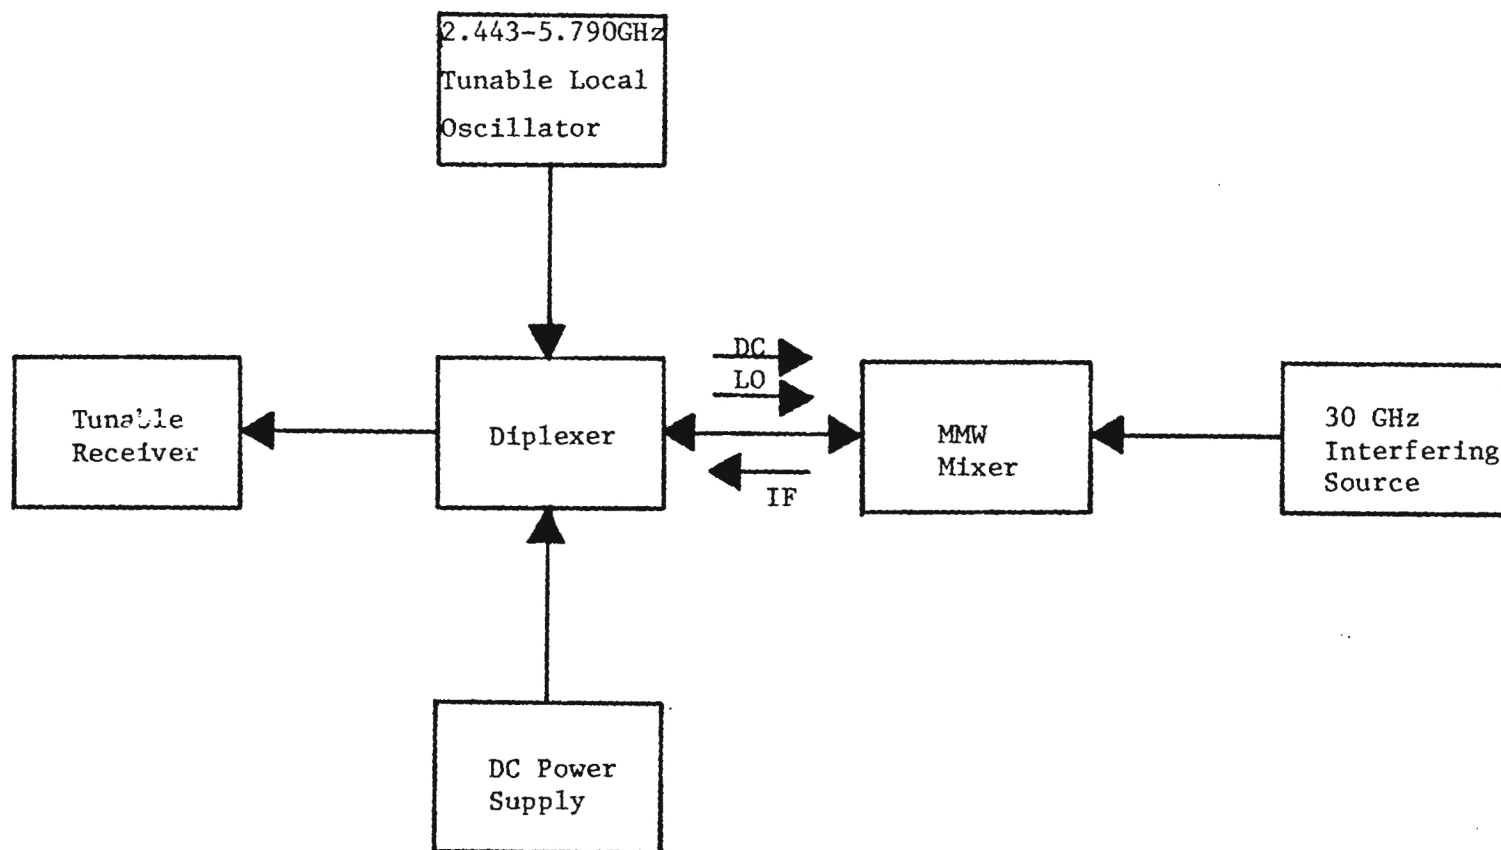 2.443-5.790GHz
Tunable Local
Oscillator
DC
LO
Tunable
Receiver
Diplexer
MMW
Mixer
30 GHz
Interfering
Source
IF
DC Power
Supply